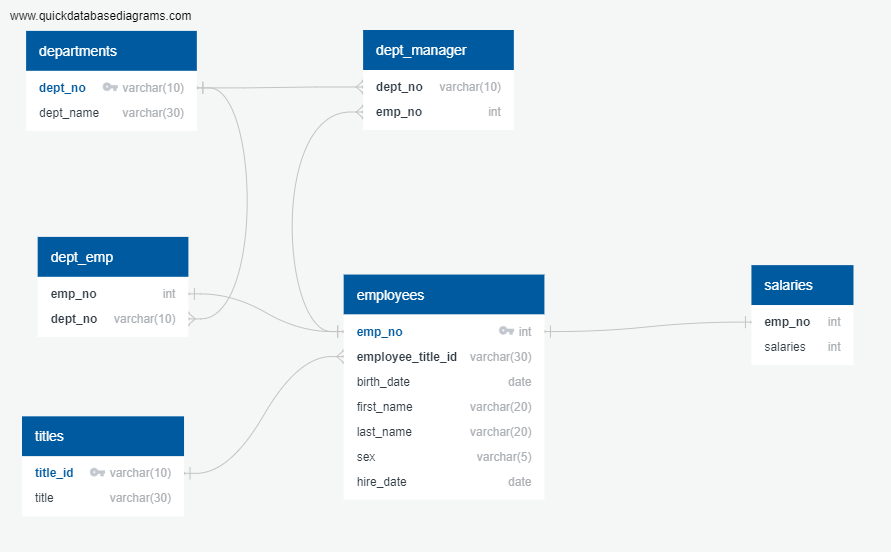 www.quickdatabasediagrams.com
departments
dept_no varchar(10)
dept_name varchar(30)
dept_manager
dept_no varchar(10)
emp_no int
dept_emp
emp_no int
dept_no varchar(10)
employees
emp_no int
employee_title_id varchar(30)
birth_date date
first_name varchar(20)
last_name varchar(20)
sex varchar(5)
hire_date date
salaries
emp_no int
salaries int
titles
title_id varchar(10)
title varchar(30)